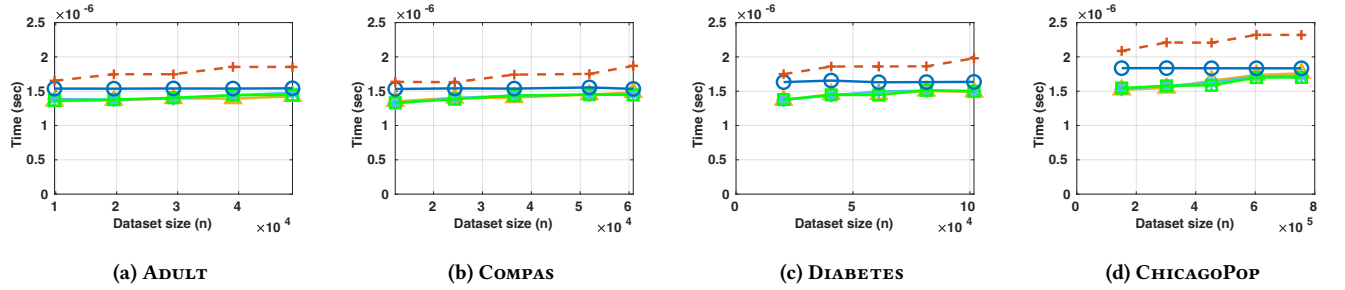 ×10 -6
2.5
2
1.5
1
0.5
0
Time (sec)
1 2 3 4
Dataset size (n)
×10 4
(a) Adult
×10 -6
2.5
2
1.5
1
0.5
0
Time (sec)
2 3 4 5 6
Dataset size (n)
×10 4
(b) Compas
×10 -6
2.5
2
1.5
1
0.5
0
Time (sec)
0 5 10
Dataset size (n)
×10 4
(c) Diabetes
×10 -6
2.5
2
1.5
1
0.5
0
Time (sec)
0 2 4 6 8
Dataset size (n)
×10 5
(d) ChicagoPop